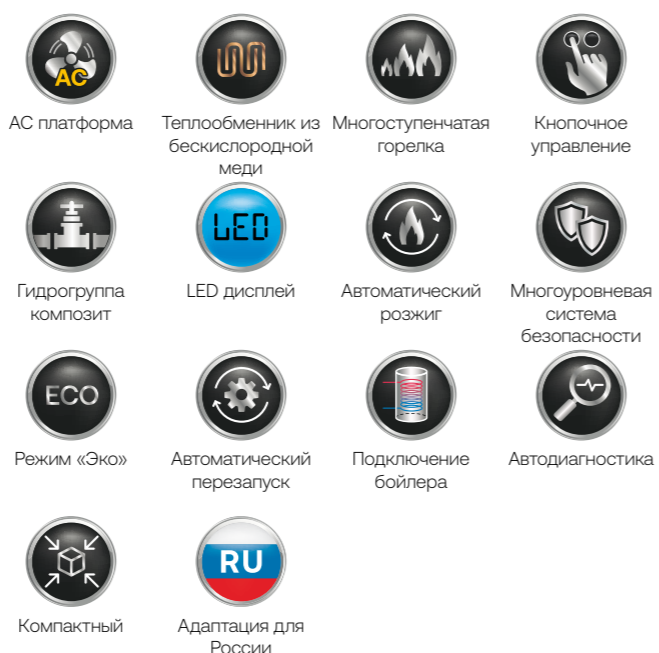 AC
АС платформа
Теплообменник из
бескислородной
меди
Многоступенчатая
горелка
Кнопочное
управление
Гидрогруппа
композит
LED
LED дисплей
Автоматический
розжиг
Многоуровневая
система
безопасности
ECO
Режим «Эко»
Автоматический
перезапуск
Подключение
бойлера
Автодиагностика
Компактный
RU
Адаптация для
России